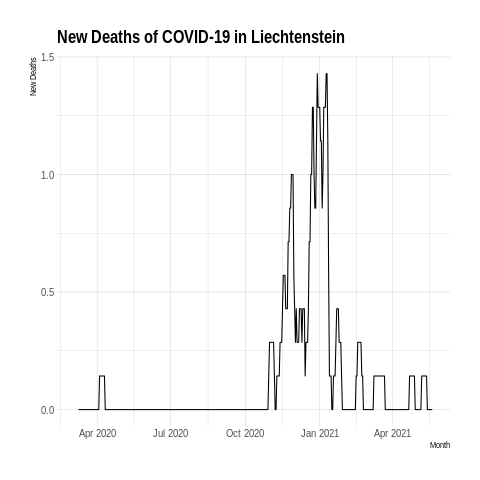 New Deaths of COVID-19 in Liechtenstein
New Deaths
1.5
1.0
0.5
0.0
Apr 2020 Jul 2020 Oct 2020 Jan 2021 Apr 2021
Month